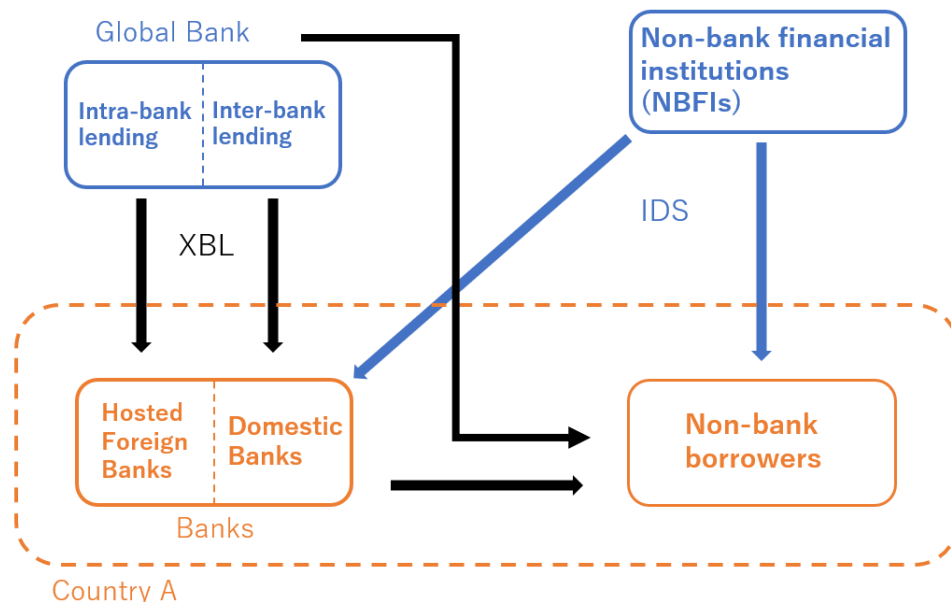 Global Bank
Intra-bank
lending
Inter-bank
lending
Non-bank financial
institutions
(NBFIs)
XBL
IDS
Hosted
Foreign
Banks
Domestic
Banks
Non-bank
borrowers
Banks
Country A